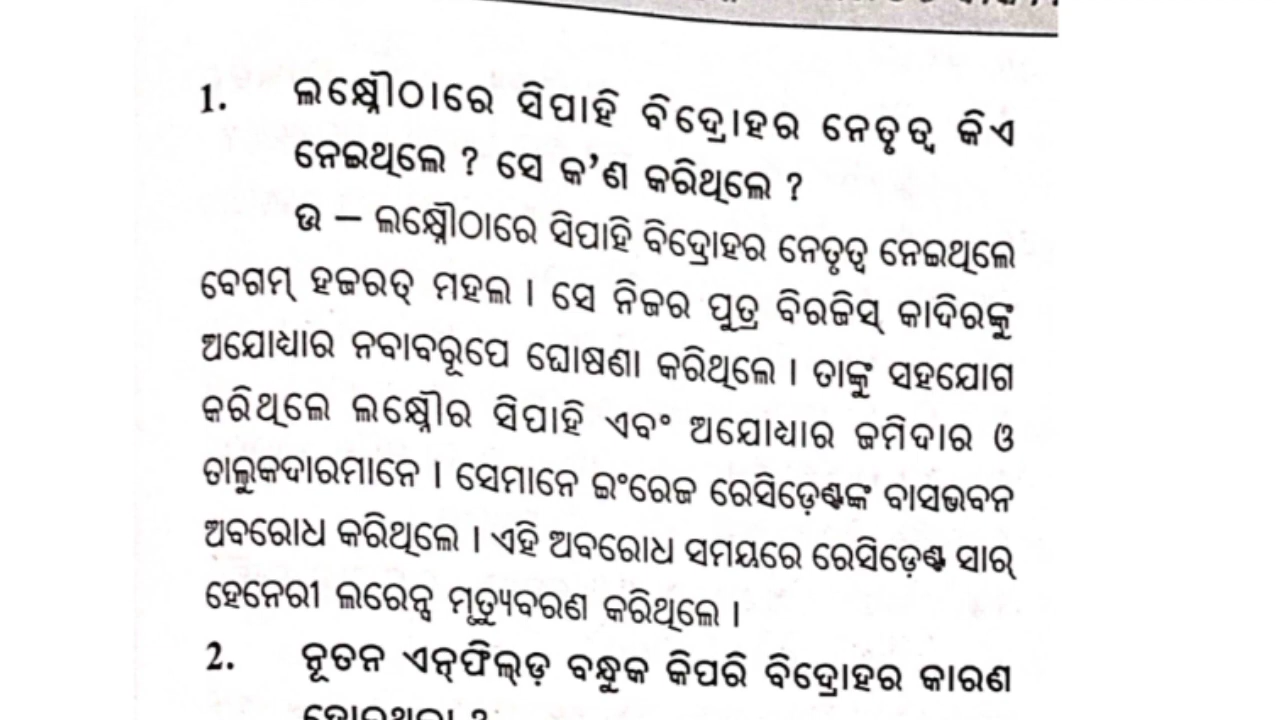 1. ଲକ୍ଷ୍ନୌଠାରେ ସିପାହି ବିଦ୍ରୋହର ନେତୃତ୍ୱ କିଏ
ନେଇଥିଲେ ? ସେ କ’ଣ କରିଥିଲେ ?
ଉ – ଲକ୍ଷ୍ନୌଠାରେ ସିପାହି ବିଦ୍ରୋହର ନେତୃତ୍ୱ ନେଇଥିଲେ
ବେଗମ୍ ହଜରତ୍ ମହଲ । ସେ ନିଜର ପୁତ୍ର ବିରଜିସ୍ କାଦିରଙ୍କୁ
ଅଯୋଧ୍ୟାର ନବାବରୂପେ ଘୋଷଣା କରିଥିଲେ । ତାଙ୍କୁ ସହଯୋଗ
କରିଥିଲେ ଲକ୍ଷ୍ନୌର ସିପାହି ଏବଂ ଅଯୋଧ୍ୟାର ଜମିଦାର ଓ
ତାଲୁକଦାରମାନେ । ସେମାନେ ଇଂରେଜ ରେସିଡ଼େଣ୍ଟଙ୍କ ବାସଭବନ
ଅବରୋଧ କରିଥିଲେ । ଏହି ଅବରୋଧ ସମୟରେ ରେସିଡ଼େଣ୍ଟ ସାର୍
ହେନେରୀ ଲରେନ୍ସ ମୃତ୍ୟୁବରଣ କରିଥିଲେ ।
2. ନୂତନ ଏନ୍‌ଫିଲ୍‌ଡ଼ ବନ୍ଧୁକ କିପରି ବିଦ୍ରୋହର କାରଣ